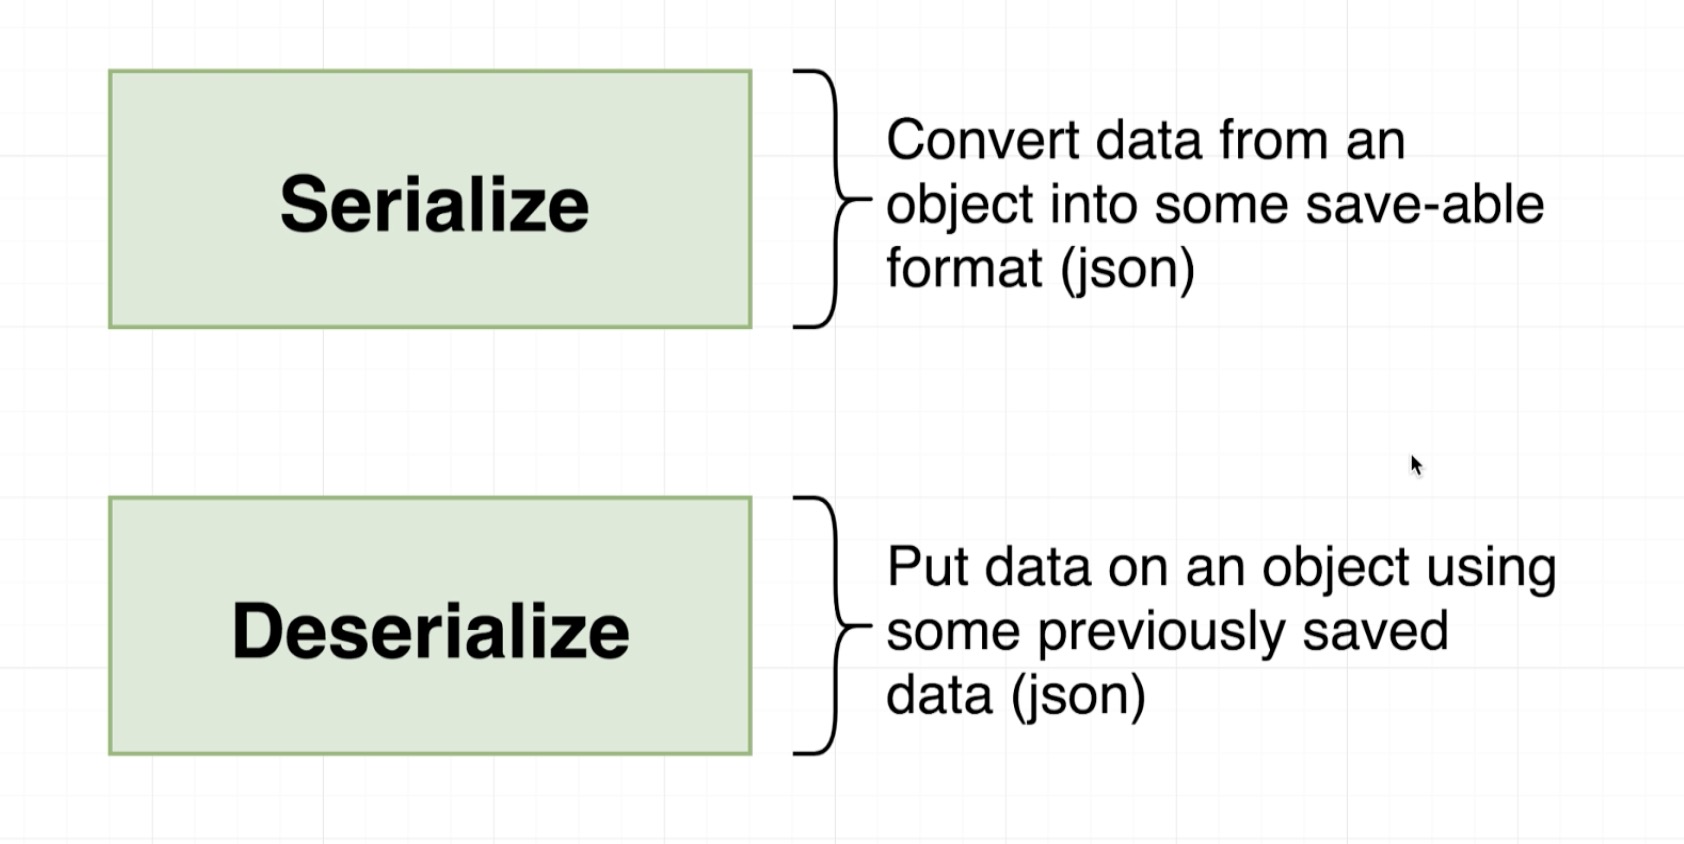 Serialize
Convert data from an
object into some save-able
format (json)
Deserialize
Put data on an object using
some previously saved
data (json)